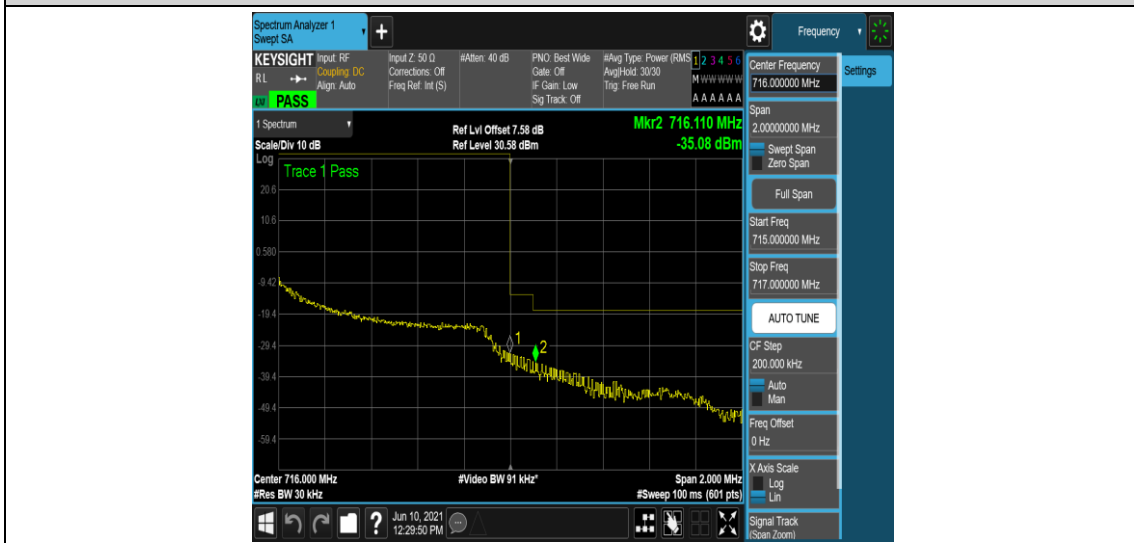 Spectrum Analyzer 1
Swept SA
Frequency
KEYSIGHT
RL
LXI
PASS
Input: RF
Coupling: DC
Align: Auto
Input Z: 50 Ω
Corrections: Off
Freq Ref: Int (S)
#Atten: 40 dB
PNO: Best Wide
Gate: Off
IF Gain: Low
Sig Track: Off
#Avg Type: Power (RMS
Avg|Hold: 30/30
Trig: Free Run
1 2 3 4 5 6
M W W W W W
A A A A A A
1 Spectrum
Scale/Div 10 dB
Ref Lvl Offset 7.58 dB
Ref Level 30.58 dBm
Mkr2 716.110 MHz
-35.08 dBm
Log
Trace 1 Pass
20.6
10.6
0.580
-9.42
-19.4
-29.4
-39.4
-49.4
-59.4
1
2
Center 716.000 MHz
#Res BW 30 kHz
#Video BW 91 kHz*
Span 2.000 MHz
#Sweep 100 ms (601 pts)
?
Jun 10, 2021
12:29:50 PM
Center Frequency
716.000000 MHz
Settings
Span
2.00000000 MHz
Swept Span
Zero Span
Full Span
Start Freq
715.000000 MHz
Stop Freq
717.000000 MHz
AUTO TUNE
CF Step
200.000 kHz
Auto
Man
Freq Offset
0 Hz
X Axis Scale
Log
Lin
Signal Track
(Span Zoom)